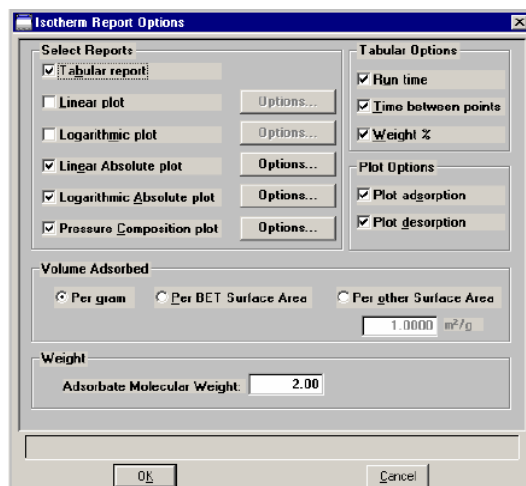 Isotherm Report Options
Select Reports
Tabular report
Linear plot
Options...
Logarithmic plot
Options...
Linear Absolute plot
Options...
Logarithmic Absolute plot
Options...
Pressure Composition plot
Options...
Tabular Options
Run time
Time between points
Weight %
Plot Options
Plot adsorption
Plot desorption
Volume Adsorbed
Per gram
Per BET Surface Area
Per other Surface Area
1.0000 m²/g
Weight
Adsorbate Molecular Weight: 2.00
OK
Cancel